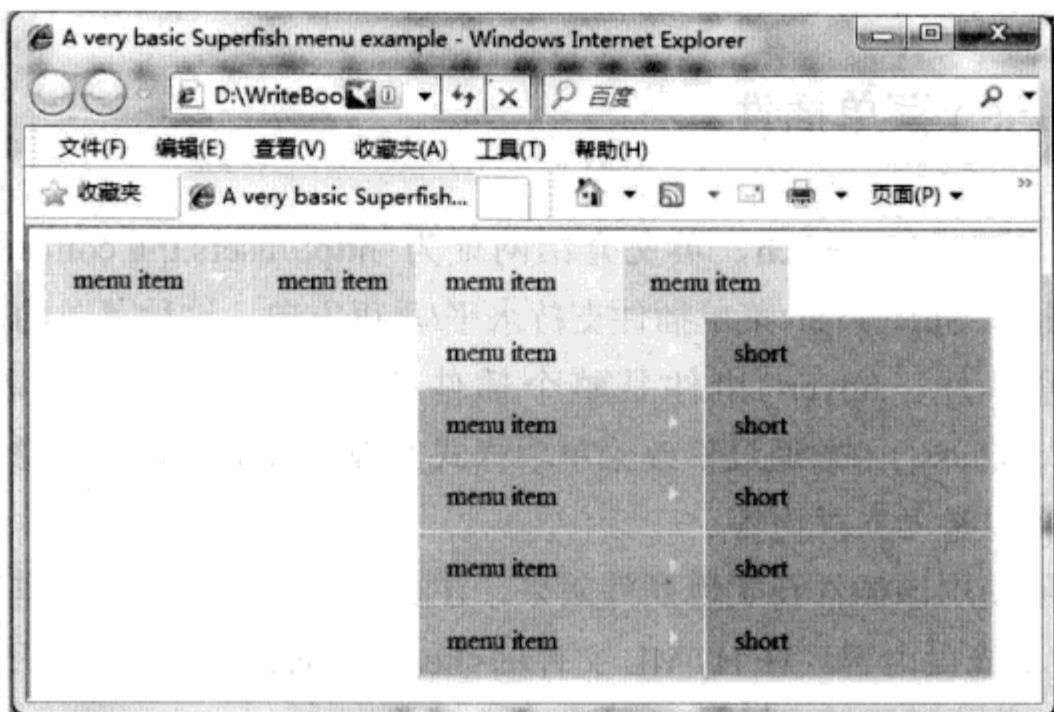 A very basic Superfish menu example - Windows Internet Explorer
D:\WriteBoo 百度
文件(F) 编辑(E) 查看(V) 收藏夹(A) 工具(T) 帮助(H)
收藏夹 A very basic Superfish... 页面(P)
menu item menu item menu item menu item
menu item short
menu item short
menu item short
menu item short
menu item short